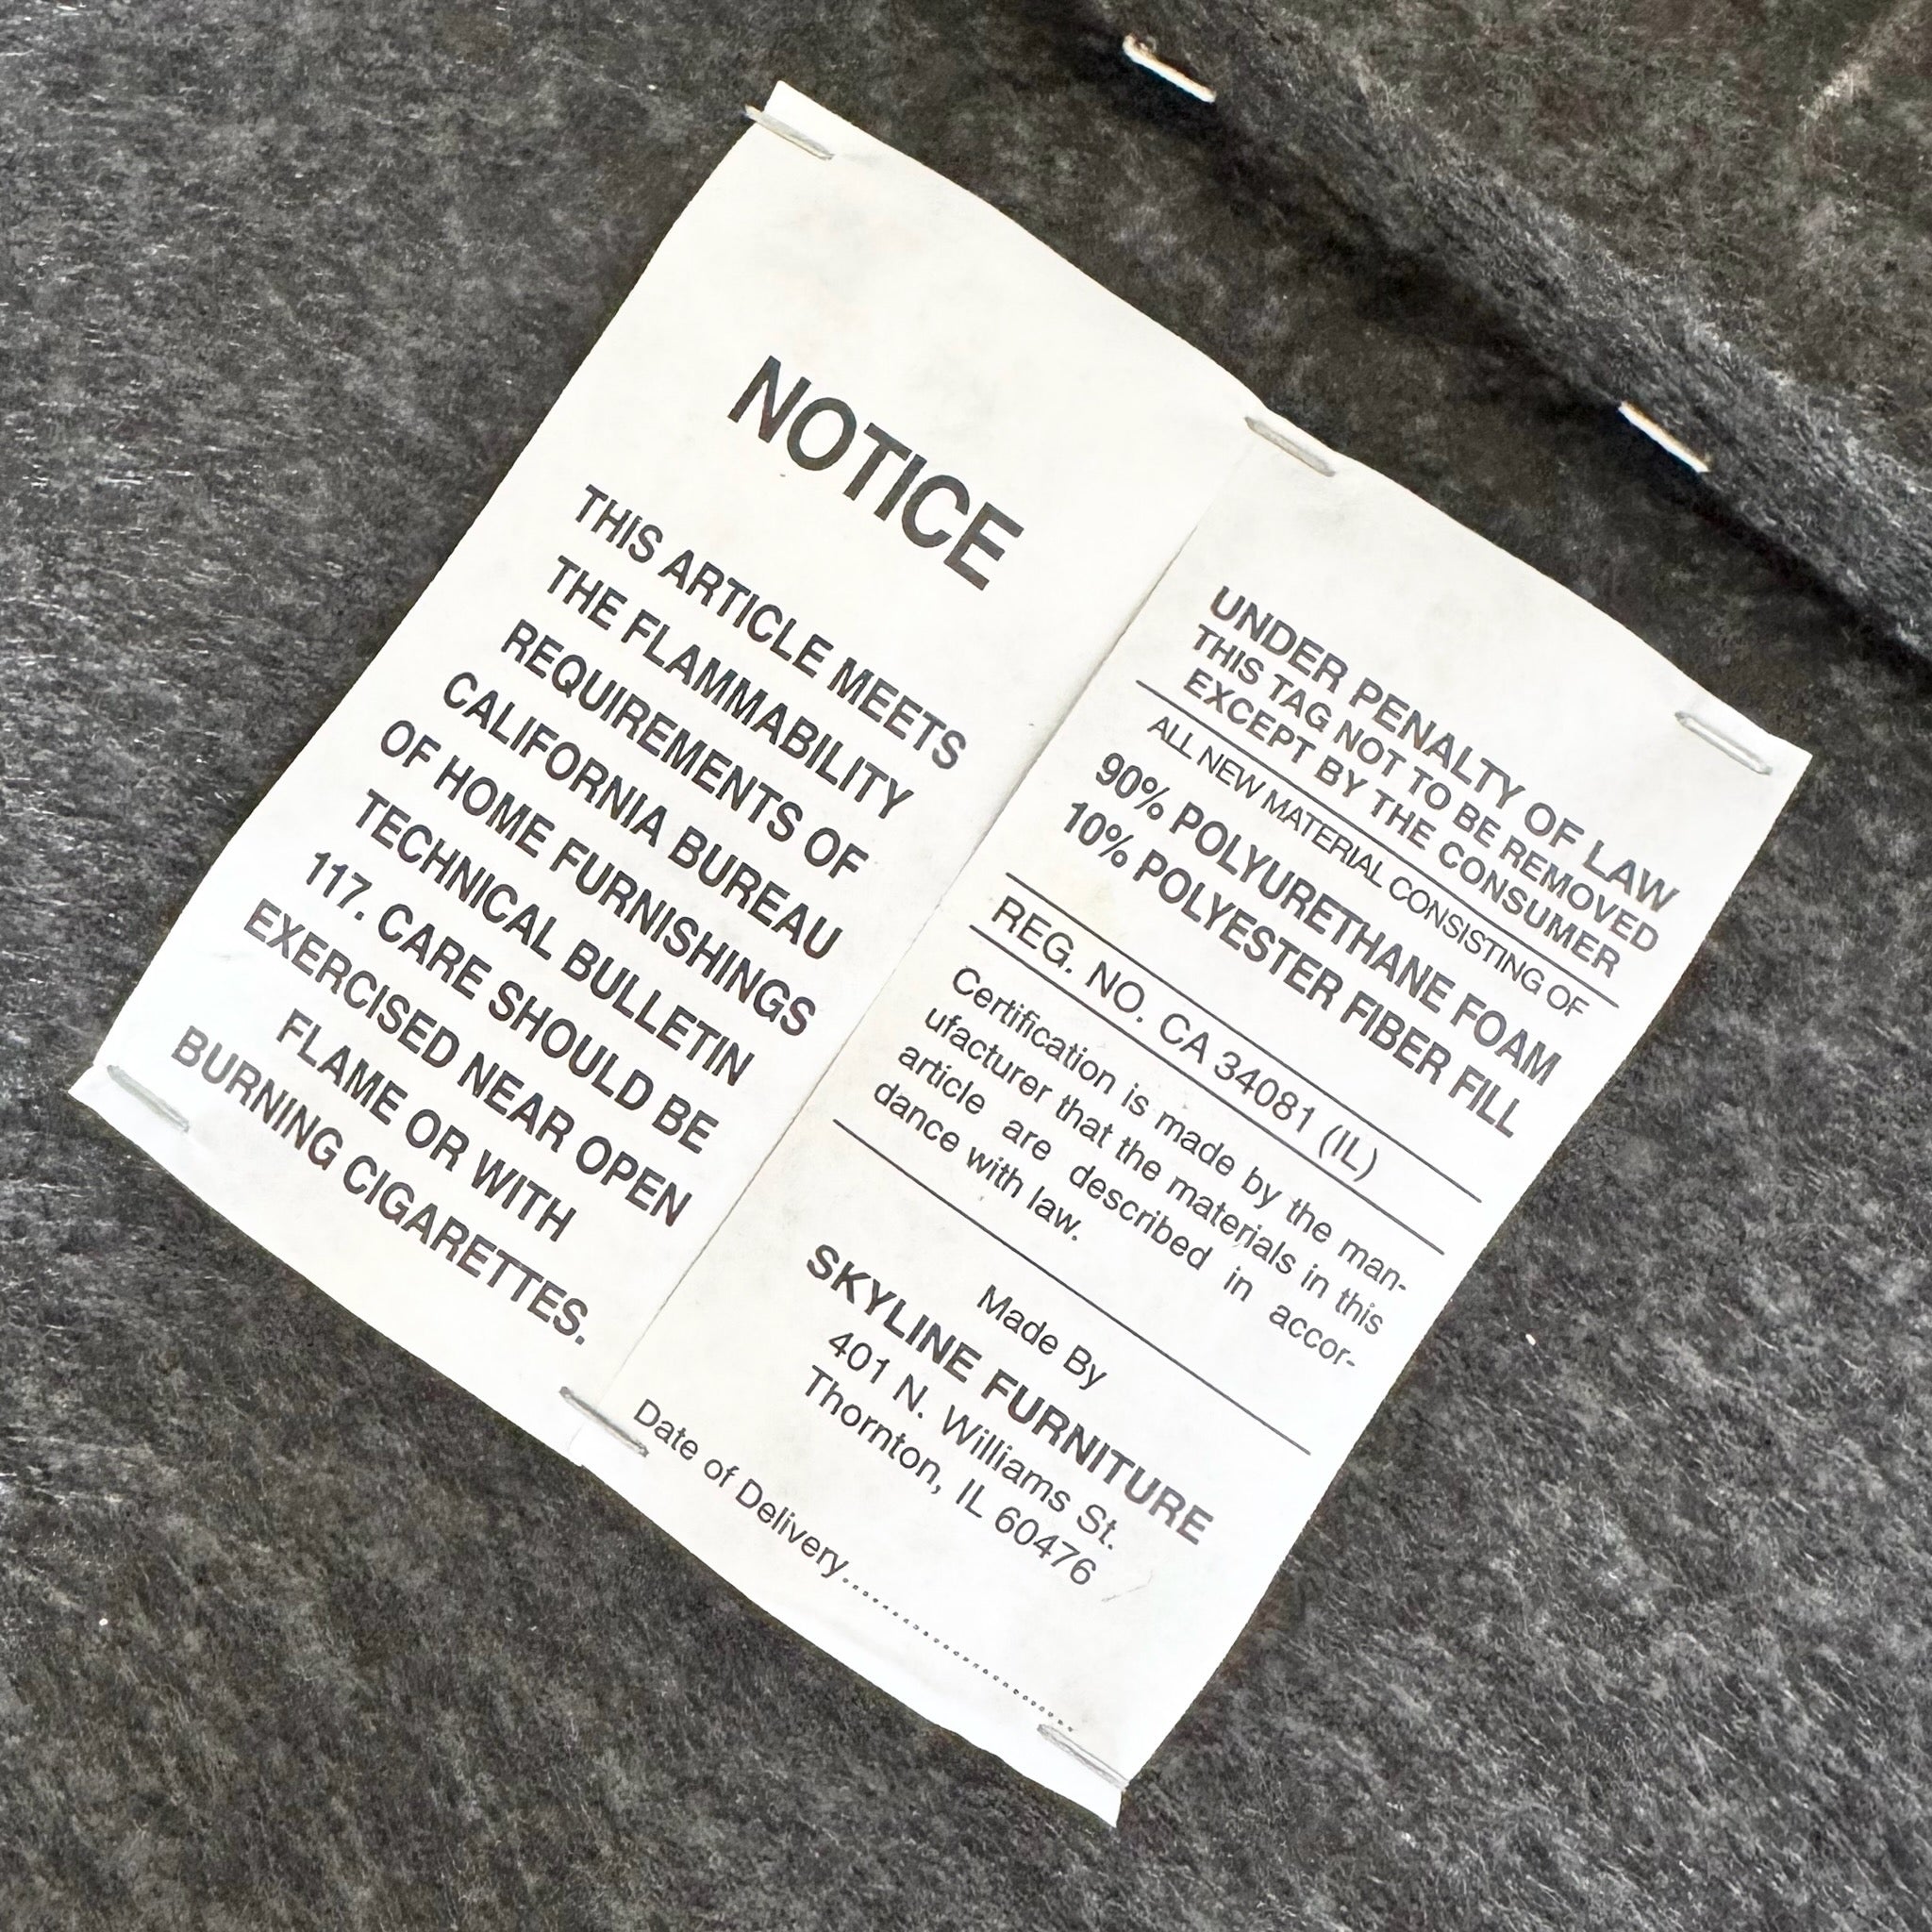 NOTICE
THIS ARTICLE MEETS
THE FLAMMABILITY
REQUIREMENTS OF
CALIFORNIA BUREAU
OF HOME FURNISHINGS
TECHNICAL BULLETIN
117. CARE SHOULD BE
EXERCISED NEAR OPEN
FLAME OR WITH
BURNING CIGARETTES.
UNDER PENALTY OF LAW
THIS TAG NOT TO BE REMOVED
EXCEPT BY THE CONSUMER
ALL NEW MATERIAL CONSISTING OF
90% POLYURETHANE FOAM
10% POLYESTER FIBER FILL
REG. NO. CA 34081 (IL)
Certification is made by the man-
ufacturer that the materials in this
article are described in accor-
dance with law.
Made By
SKYLINE FURNITURE
401 N. Williams St.
Thornton, IL 60476
Date of Delivery..............................